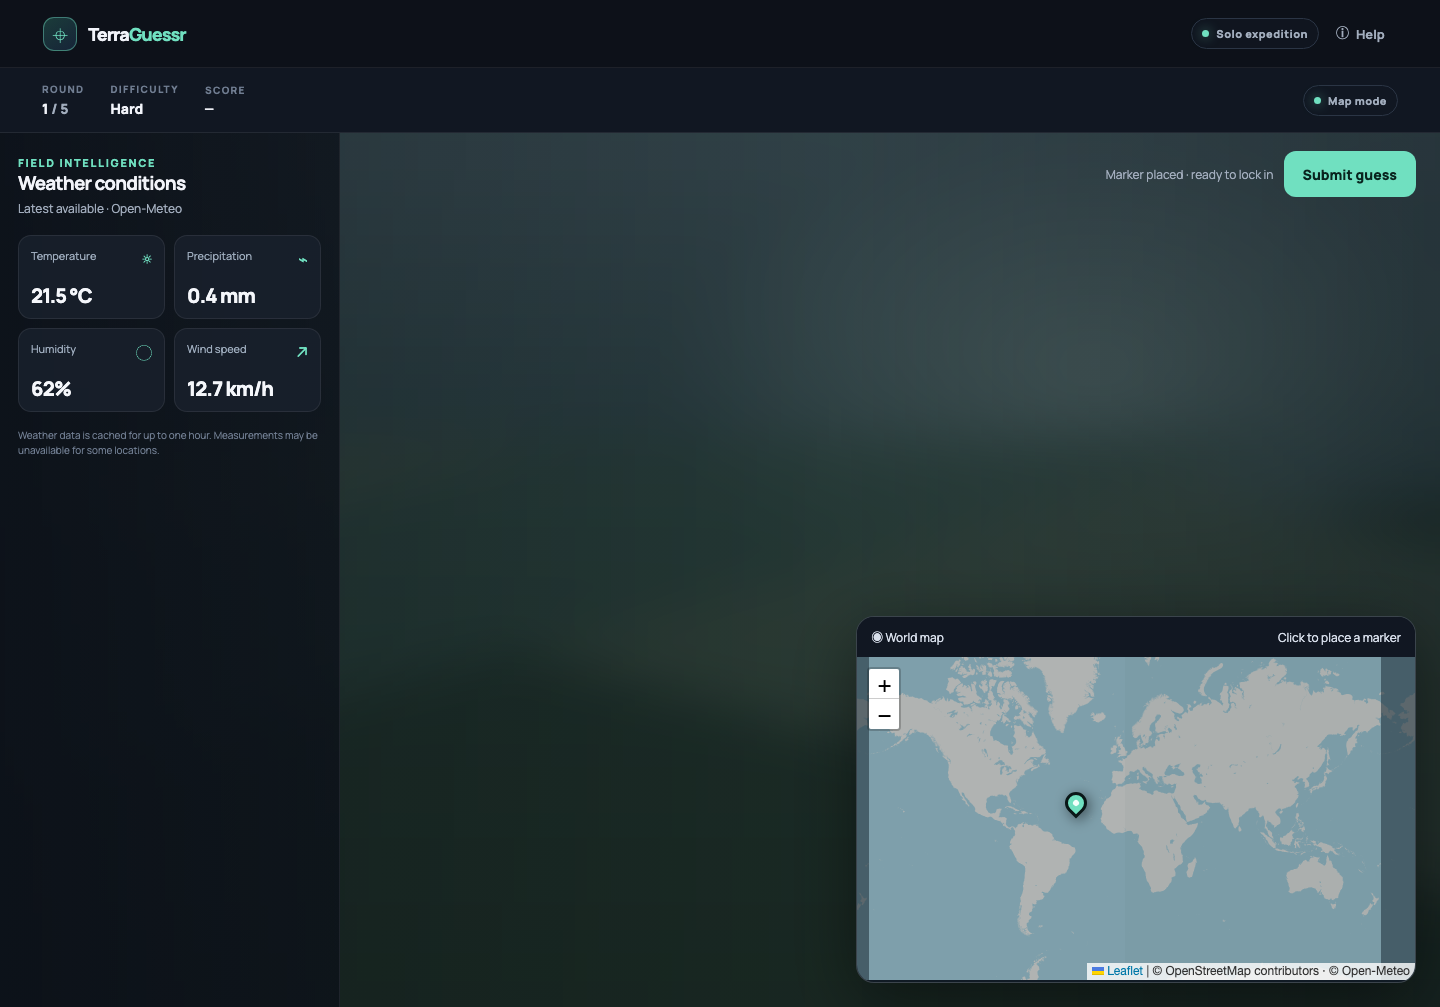 TerraGuessr
Solo expedition
Help
ROUND
1 / 5
DIFFICULTY
Hard
SCORE
–
Map mode
FIELD INTELLIGENCE
Weather conditions
Latest available · Open-Meteo
Temperature
21.5 °C
Precipitation
0.4 mm
Humidity
62%
Wind speed
12.7 km/h
Weather data is cached for up to one hour. Measurements may be
unavailable for some locations.
Marker placed · ready to lock in
Submit guess
World map
Click to place a marker
+
−
Leaflet | © OpenStreetMap contributors · © Open-Meteo